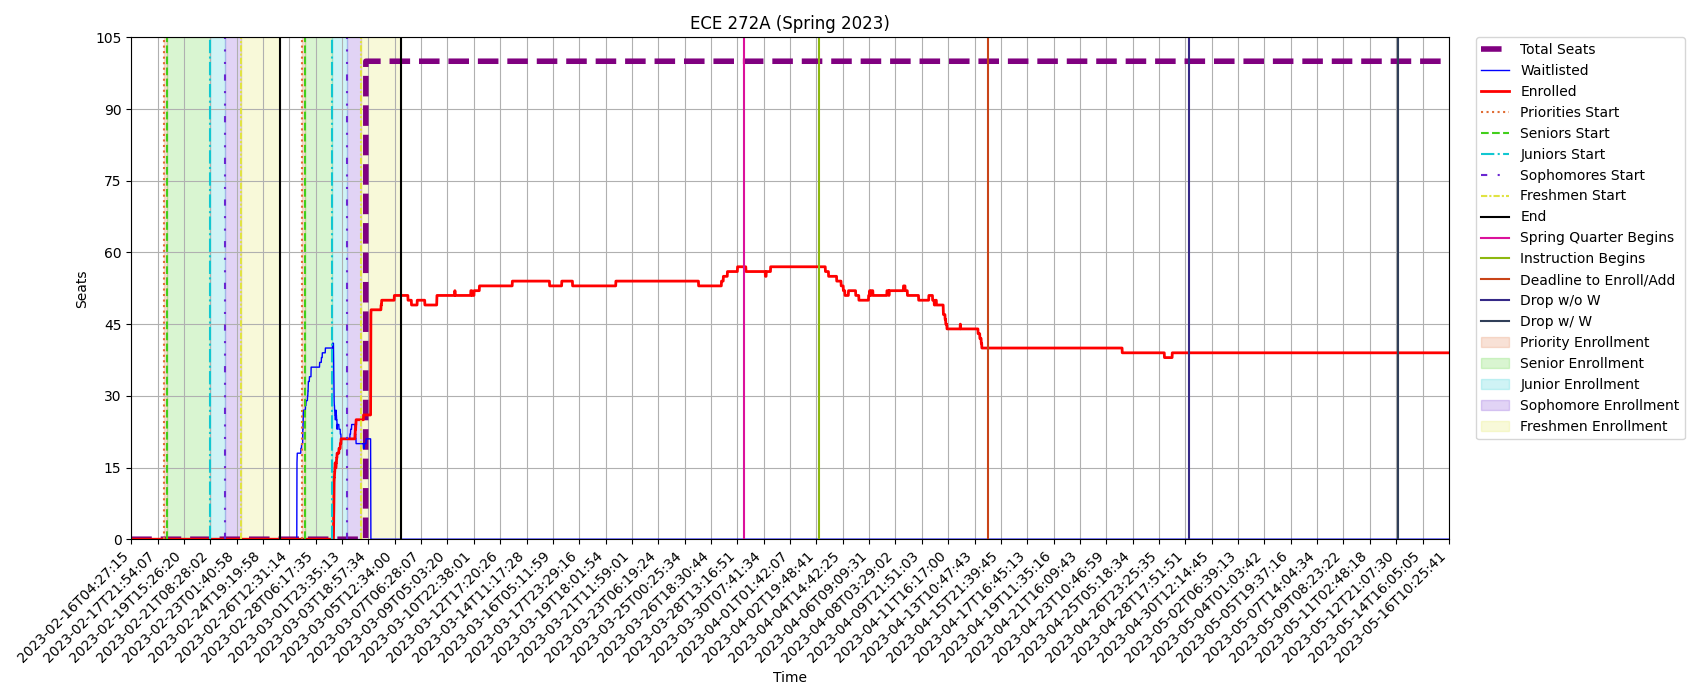 ECE 272A (Spring 2023)
105
90
75
60
45
30
15
0
Seats
2023-02-16T04:27:15
2023-02-17T21:54:07
2023-02-19T15:26:20
2023-02-21T08:28:02
2023-02-23T01:40:58
2023-02-24T19:19:58
2023-02-26T12:31:14
2023-02-28T06:17:35
2023-03-01T23:35:13
2023-03-03T18:57:34
2023-03-05T12:34:00
2023-03-07T06:28:07
2023-03-09T05:03:20
2023-03-10T22:38:01
2023-03-12T17:20:26
2023-03-14T11:17:28
2023-03-16T05:11:59
2023-03-17T23:29:16
2023-03-19T18:01:54
2023-03-21T11:59:01
2023-03-23T06:19:24
2023-03-25T00:25:34
2023-03-26T18:30:44
2023-03-28T13:16:51
2023-03-30T07:41:34
2023-04-01T01:42:07
2023-04-02T19:48:41
2023-04-04T14:42:25
2023-04-06T09:09:31
2023-04-08T03:29:02
2023-04-09T21:51:03
2023-04-11T16:17:00
2023-04-13T10:47:43
2023-04-15T21:39:45
2023-04-17T16:45:13
2023-04-19T11:35:16
2023-04-21T16:09:43
2023-04-23T10:46:59
2023-04-25T05:18:34
2023-04-26T23:25:35
2023-04-28T17:51:51
2023-04-30T12:14:45
2023-05-02T06:39:13
2023-05-04T01:03:42
2023-05-05T19:37:16
2023-05-07T14:04:34
2023-05-09T08:23:22
2023-05-11T02:48:18
2023-05-12T21:07:30
2023-05-14T16:05:05
2023-05-16T10:25:41
Time
Total Seats
Waitlisted
Enrolled
Priorities Start
Seniors Start
Juniors Start
Sophomores Start
Freshmen Start
End
Spring Quarter Begins
Instruction Begins
Deadline to Enroll/Add
Drop w/o W
Drop w/ W
Priority Enrollment
Senior Enrollment
Junior Enrollment
Sophomore Enrollment
Freshmen Enrollment